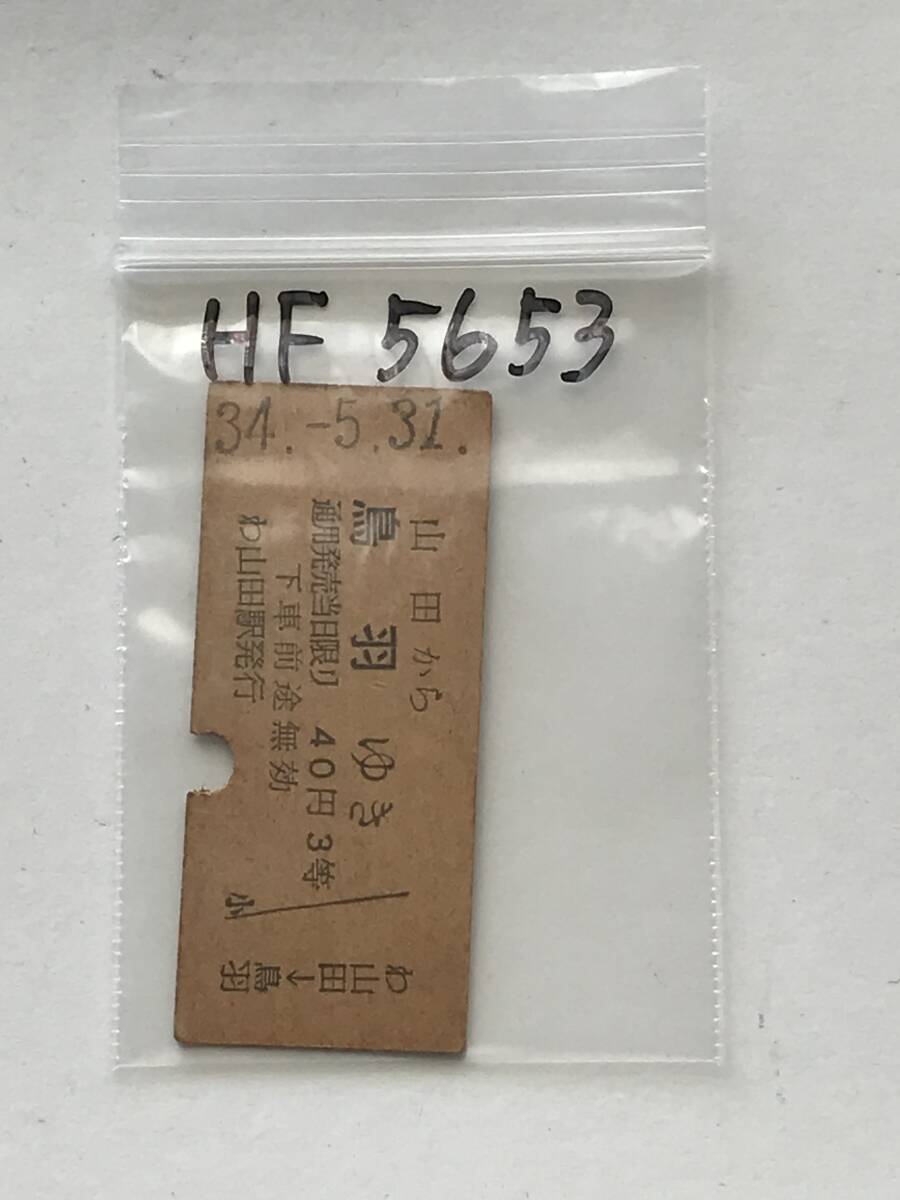 HF 5653
34.-5.31.
山田から
鳥羽ゆき
通用発売当日限り 40円 3等
下車前途無効
わ山田駅発行
小
わ
山田
↓
鳥羽